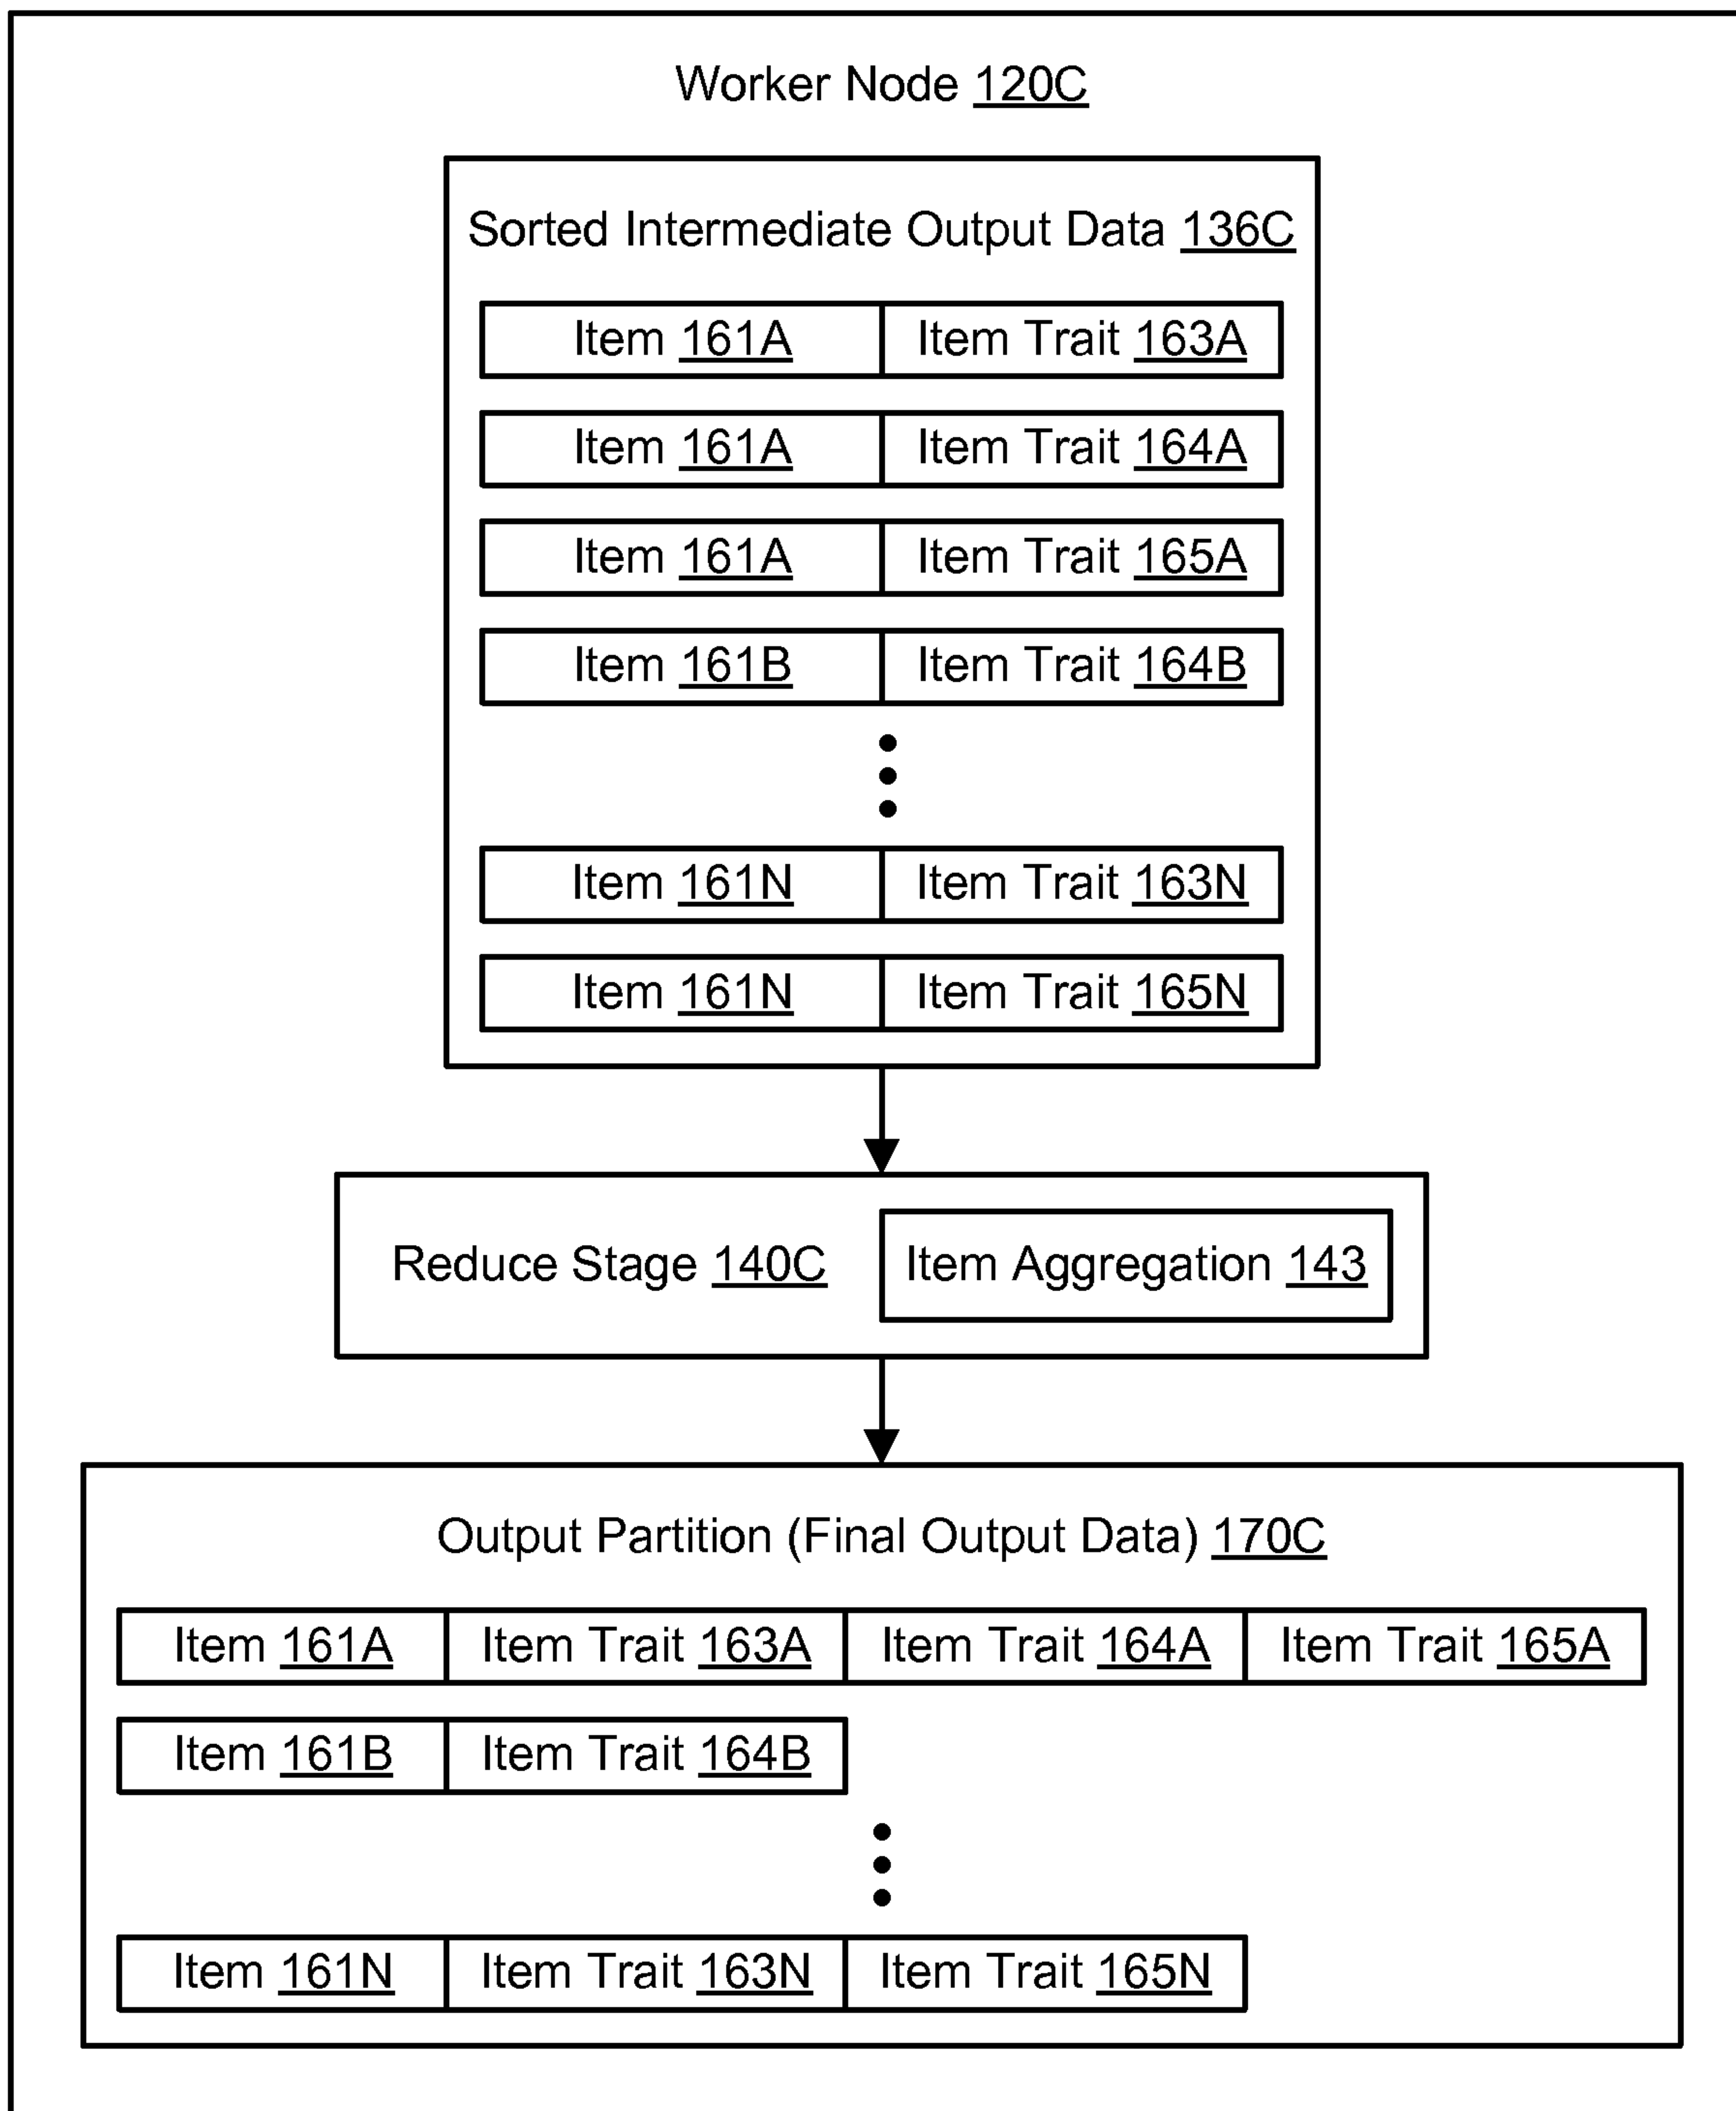 Worker Node 120C
Sorted Intermediate Output Data 136C
Item 161A Item Trait 163A
Item 161A Item Trait 164A
Item 161A Item Trait 165A
Item 161B Item Trait 164B
Item 161N Item Trait 163N
Item 161N Item Trait 165N
Reduce Stage 140C Item Aggregation 143
Output Partition (Final Output Data) 170C
Item 161A Item Trait 163A Item Trait 164A Item Trait 165A
Item 161B Item Trait 164B
Item 161N Item Trait 163N Item Trait 165N